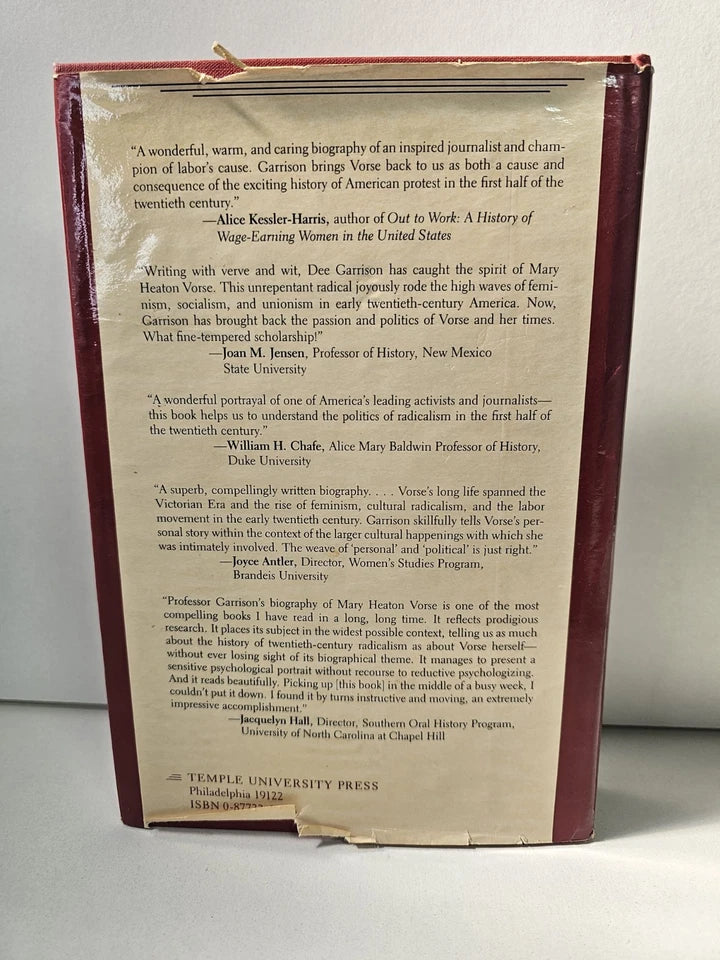 “A wonderful, warm, and caring biography of an inspired journalist and cham-
pion of labor’s cause. Garrison brings Vorse back to us as both a cause and
consequence of the exciting history of American protest in the first half of the
twentieth century.”
—Alice Kessler-Harris, author of Out to Work: A History of
Wage-Earning Women in the United States
“Writing with verve and wit, Dee Garrison has caught the spirit of Mary
Heaton Vorse. This unrepentant radical joyously rode the high waves of femi-
nism, socialism, and unionism in early twentieth-century America. Now,
Garrison has brought back the passion and politics of Vorse and her times.
What fine-tempered scholarship!”
—Joan M. Jensen, Professor of History, New Mexico
State University
“A wonderful portrayal of one of America’s leading activists and journalists—
this book helps us to understand the politics of radicalism in the first half of
the twentieth century.”
—William H. Chafe, Alice Mary Baldwin Professor of History,
Duke University
“A superb, compellingly written biography. . . . Vorse’s long life spanned the
Victorian Era and the rise of feminism, cultural radicalism, and the labor
movement in the early twentieth century. Garrison skillfully tells Vorse’s per-
sonal story within the context of the larger cultural happenings with which she
was intimately involved. The weave of ‘personal’ and ‘political’ is just right.”
—Joyce Antler, Director, Women’s Studies Program,
Brandeis University
“Professor Garrison’s biography of Mary Heaton Vorse is one of the most
compelling books I have read in a long, long time. It reflects prodigious
research. It places its subject in the widest possible context, telling us as much
about the history of twentieth-century radicalism as about Vorse herself—
without ever losing sight of its biographical theme. It manages to present a
sensitive psychological portrait without recourse to reductive psychologizing.
And it reads beautifully. Picking up [this book] in the middle of a busy week, I
couldn’t put it down. I found it by turns instructive and moving, an extremely
impressive accomplishment.”
—Jacquelyn Hall, Director, Southern Oral History Program,
University of North Carolina at Chapel Hill
TEMPLE UNIVERSITY PRESS
Philadelphia 19122
ISBN 0-8772